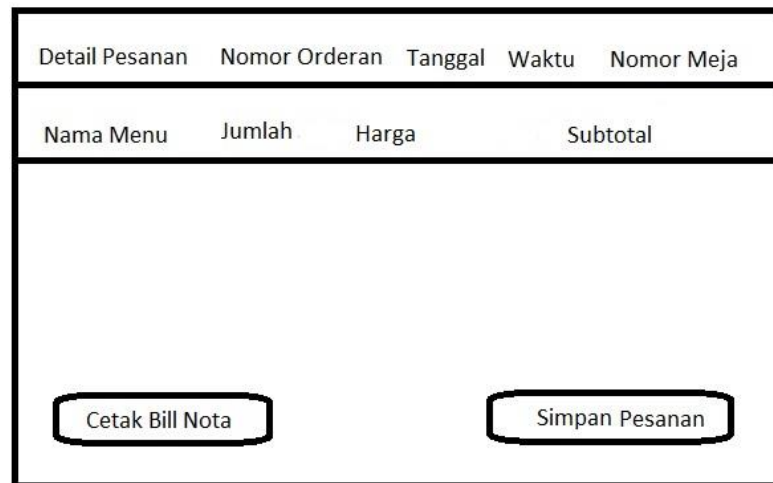 Detail Pesanan Nomor Orderan Tanggal Waktu Nomor Meja
Nama Menu Jumlah Harga Subtotal
Cetak Bill Nota Simpan Pesanan